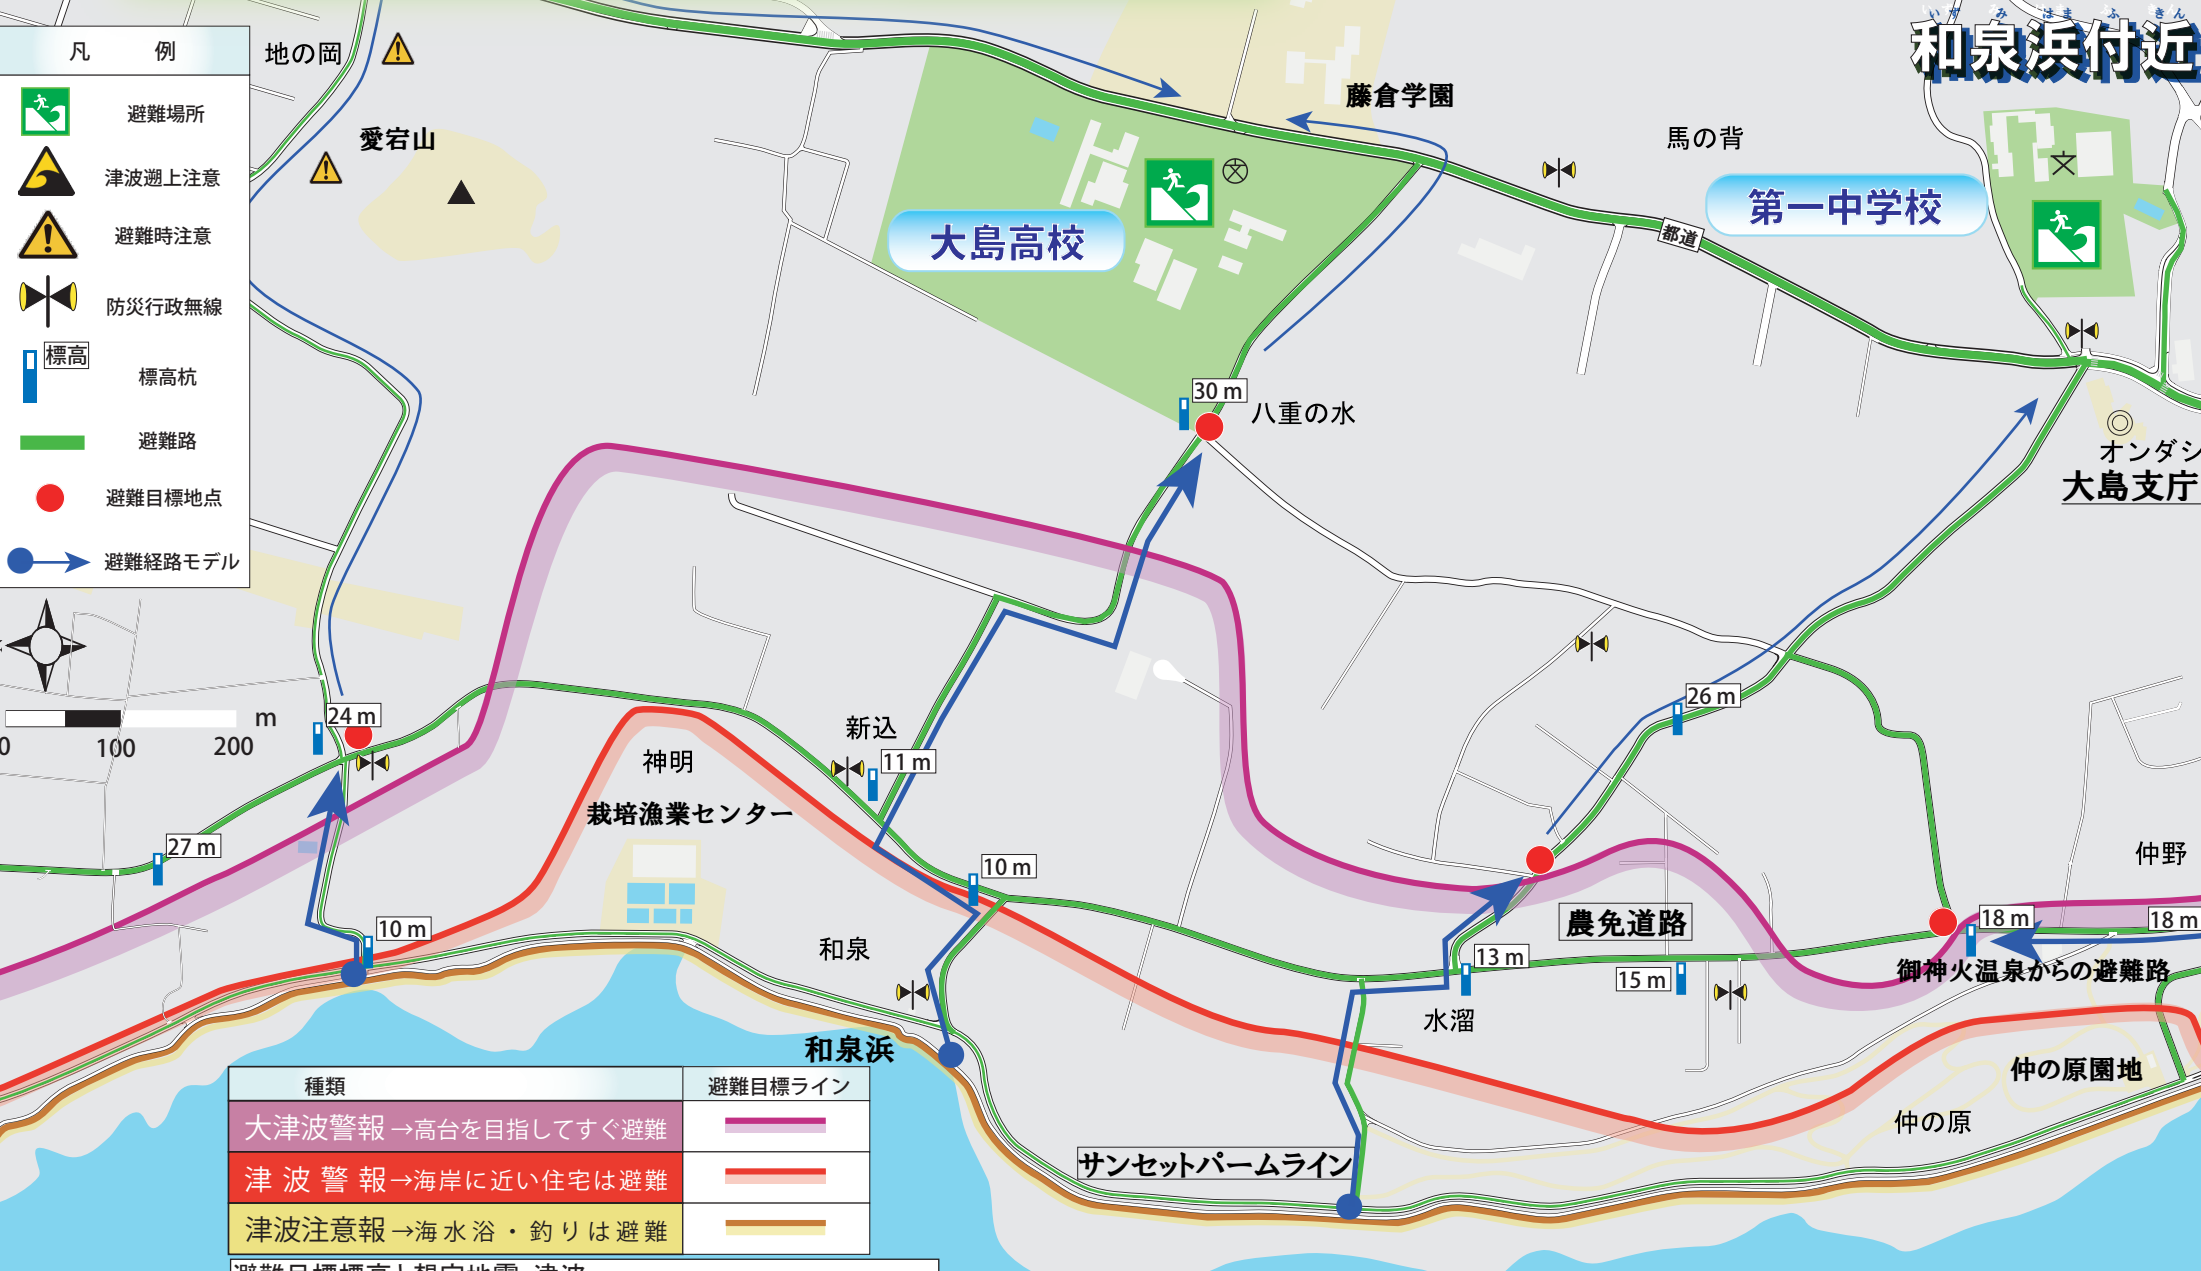 いずみはまふきん
和泉浜付近
凡 例
避難場所
津波遡上注意
避難時注意
防災行政無線
標高
標高杭
避難路
避難目標地点
避難経路モデル
地の岡
愛宕山
藤倉学園
馬の背
大島高校
第一中学校
都道
30 m
八重の水
オンダシ
大島支庁
m
0 100 200
24 m
26 m
新込
神明
11 m
栽培漁業センター
27 m
10 m
10 m
仲野
農免道路
18 m
18 m
和泉
13 m
15 m
御神火温泉からの避難路
水溜
和泉浜
仲の原園地
仲の原
サンセットパームライン
種類 避難目標ライン
大津波警報→高台を目指してすぐ避難
津波警報→海岸に近い住宅は避難
津波注意報→海水浴・釣りは避難